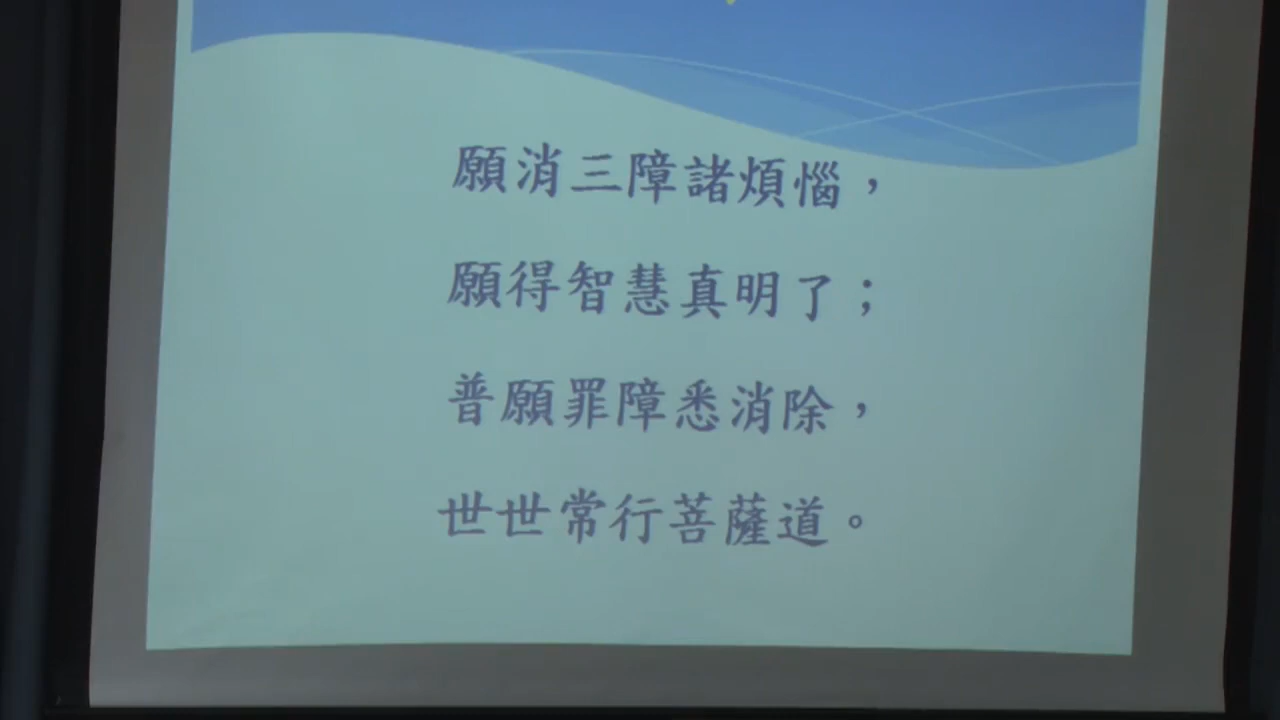 願消三障諸煩惱，
願得智慧真明了；
普願罪障悉消除，
世世常行菩薩道。